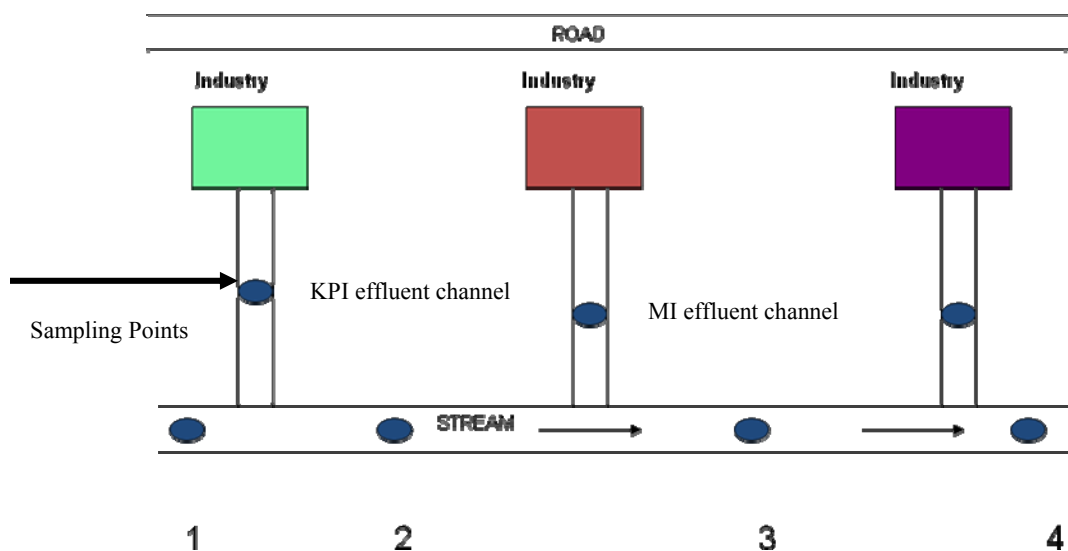 ROAD
Industry Industry Industry
KPI effluent channel
MI effluent channel
Sampling Points
STREAM
1 2 3 4